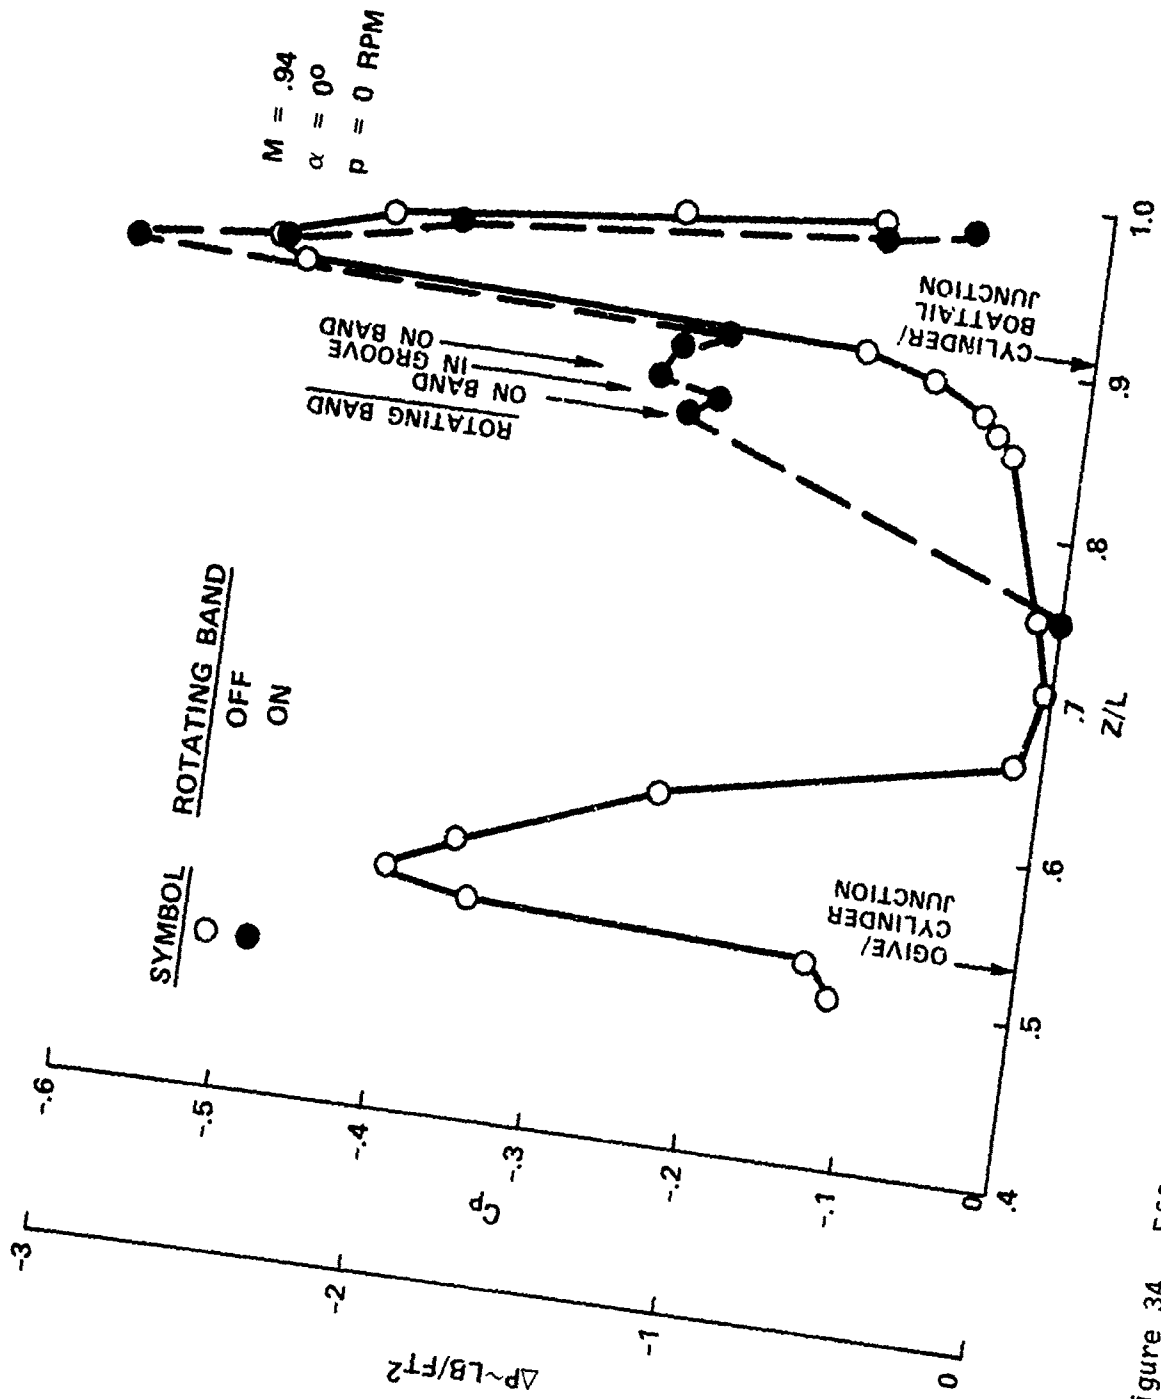 M = .94
α = 0°
p = 0 RPM
SYMBOL ROTATING BAND
OFF
ON
ROTATING BAND
ON BAND
IN GROOVE
ON BAND
CYLINDER/
BOATTAIL
JUNCTION
OGIVE/
CYLINDER
JUNCTION
ΔP~LB/FT²
-3
-2
-1
0
Cp
-.6
-.5
-.4
-.3
-.2
-.1
0
.4
.5
.6
.7
.8
.9
1.0
Z/L
igure 34